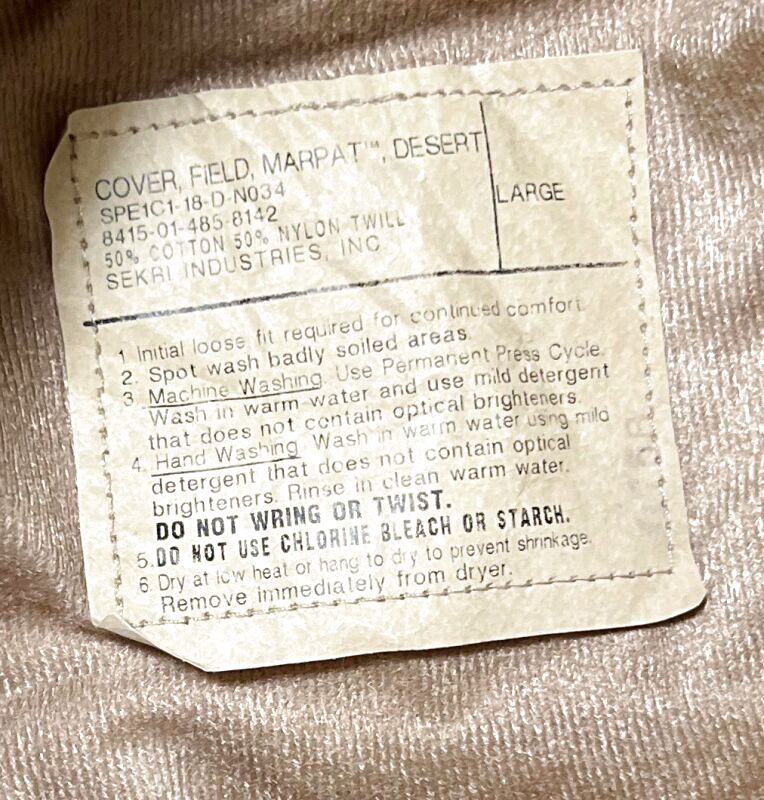 COVER, FIELD, MARPAT™, DESERT
SPE1C1-18-D-N034
8415-01-485-8142
50% COTTON 50% NYLON TWILL
SEKRI INDUSTRIES, INC
LARGE
1 Initial loose fit required for continued comfort.
2. Spot wash badly soiled areas.
3. Machine Washing. Use Permanent Press Cycle.
Wash in warm water and use mild detergent
that does not contain optical brighteners.
4. Hand Washing. Wash in warm water using mild
detergent that does not contain optical
brighteners. Rinse in clean warm water.
DO NOT WRING OR TWIST.
5. DO NOT USE CHLORINE BLEACH OR STARCH.
6. Dry at low heat or hang to dry to prevent shrinkage.
Remove immediately from dryer.